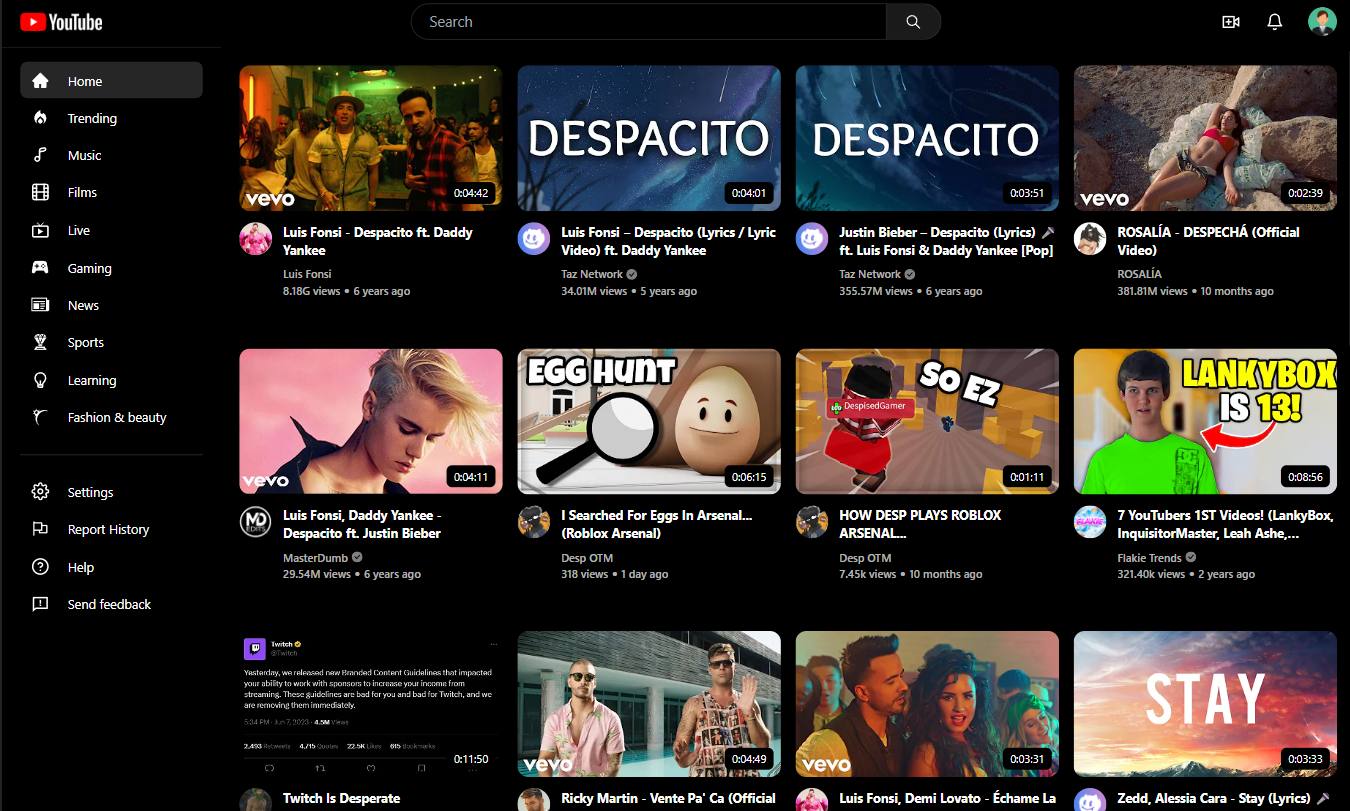 YouTube
Search
Home
Trending
Music
Films
Live
Gaming
News
Sports
Learning
Fashion & beauty
Settings
Report History
Help
Send feedback
vevo
0:04:42
Luis Fonsi - Despacito ft. Daddy
Yankee
Luis Fonsi
8.18G views • 6 years ago
DESPACITO
0:04:01
Luis Fonsi ‒ Despacito (Lyrics / Lyric
Video) ft. Daddy Yankee
Taz Network
34.01M views • 5 years ago
DESPACITO
0:03:51
Justin Bieber ‒ Despacito (Lyrics) 🎤
ft. Luis Fonsi & Daddy Yankee [Pop]
Taz Network
355.57M views • 6 years ago
vevo
0:02:39
ROSALÍA - DESPECHÁ (Official
Video)
ROSALÍA
381.81M views • 10 months ago
vevo
0:04:11
MD
EDITS
Luis Fonsi, Daddy Yankee -
Despacito ft. Justin Bieber
MasterDumb
29.54M views • 6 years ago
EGG HUNT
0:06:15
I Searched For Eggs In Arsenal...
(Roblox Arsenal)
Desp OTM
318 views • 1 day ago
SO EZ
DespisedGamer
0:01:11
HOW DESP PLAYS ROBLOX
ARSENAL...
Desp OTM
7.45k views • 10 months ago
LANKYBOX
IS 13!
0:08:56
FLAKIE
7 YouTubers 1ST Videos! (LankyBox,
InquisitorMaster, Leah Ashe,...
Flakie Trends
321.40k views • 2 years ago
Twitch
@Twitch
Yesterday, we released new Branded Content Guidelines that impacted
your ability to work with sponsors to increase your income from
streaming. These guidelines are bad for you and bad for Twitch, and we
are removing them immediately.
5:34 PM · Jun 7, 2023 · 4.5M Views
2,493 Retweets 4,715 Quotes 22.5K Likes 615 Bookmarks
0:11:50
Twitch Is Desperate
vevo
0:04:49
Ricky Martin - Vente Pa' Ca (Official
vevo
0:03:31
Luis Fonsi, Demi Lovato - Échame La
STAY
0:03:33
Zedd, Alessia Cara - Stay (Lyrics) 🎤